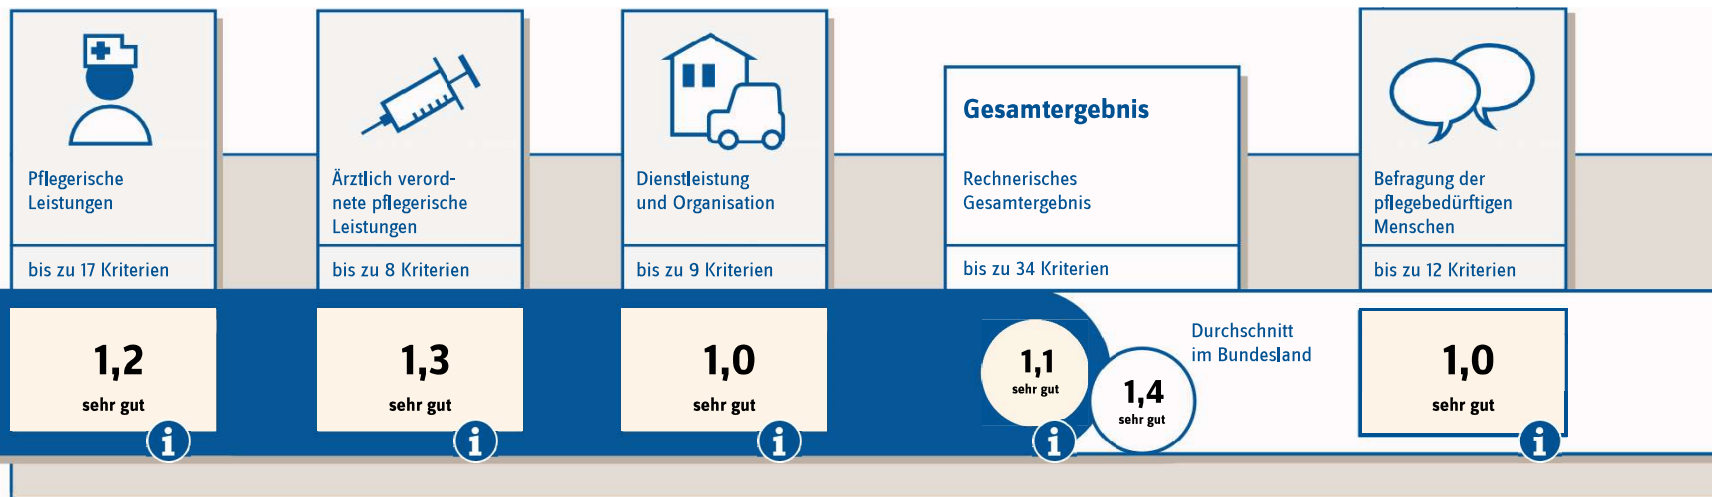 Pflegerische
Leistungen
bis zu 17 Kriterien
1,2
sehr gut
i
Ärztlich verord-
nete pflegerische
Leistungen
bis zu 8 Kriterien
1,3
sehr gut
i
Dienstleistung
und Organisation
bis zu 9 Kriterien
1,0
sehr gut
i
Gesamtergebnis
Rechnerisches
Gesamtergebnis
bis zu 34 Kriterien
1,1
sehr gut
i
1,4
sehr gut
Durchschnitt
im Bundesland
Befragung der
pflegebedürftigen
Menschen
bis zu 12 Kriterien
1,0
sehr gut
i